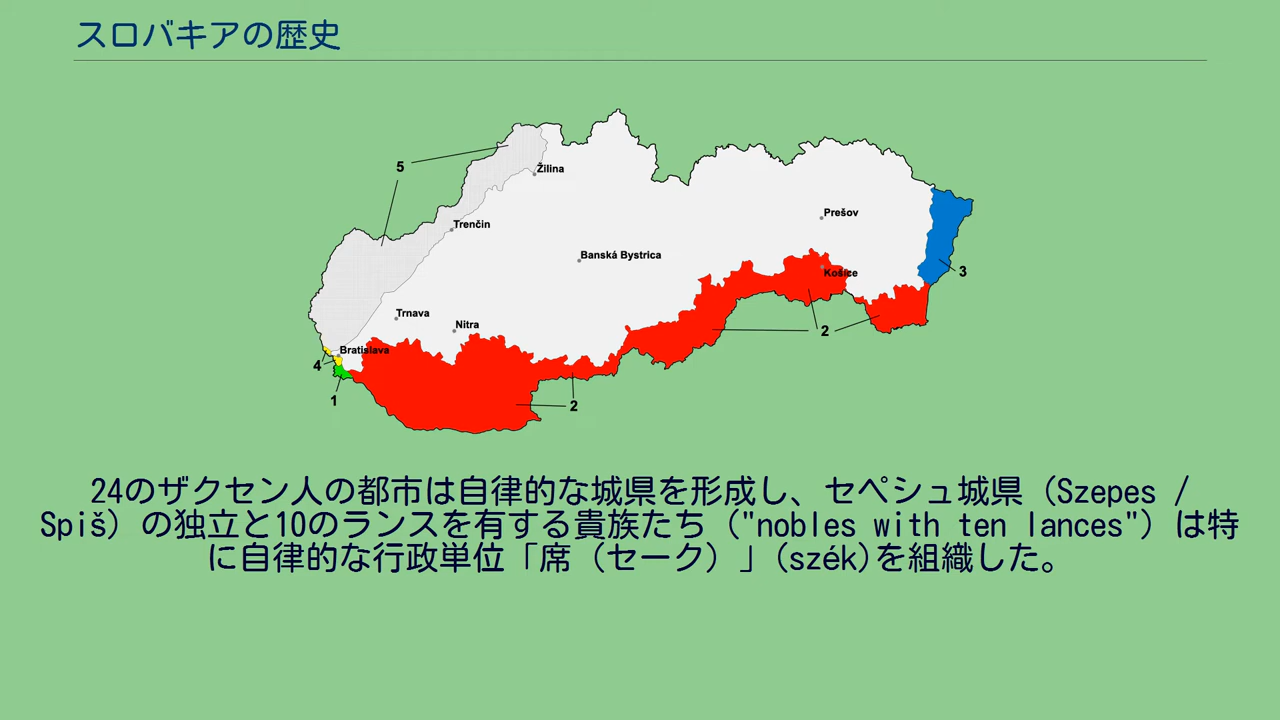 スロバキアの歴史
5
Žilina
Trenčin
Prešov
Banská Bystrica
3
Košice
Trnava
Nitra
2
Bratislava
4
1
2
24のザクセン人の都市は自律的な城県を形成し、セペシュ城県（Szepes /
Spiš）の独立と10のランスを有する貴族たち（"nobles with ten lances"）は特
に自律的な行政単位「席（セーク）」(szék)を組織した。